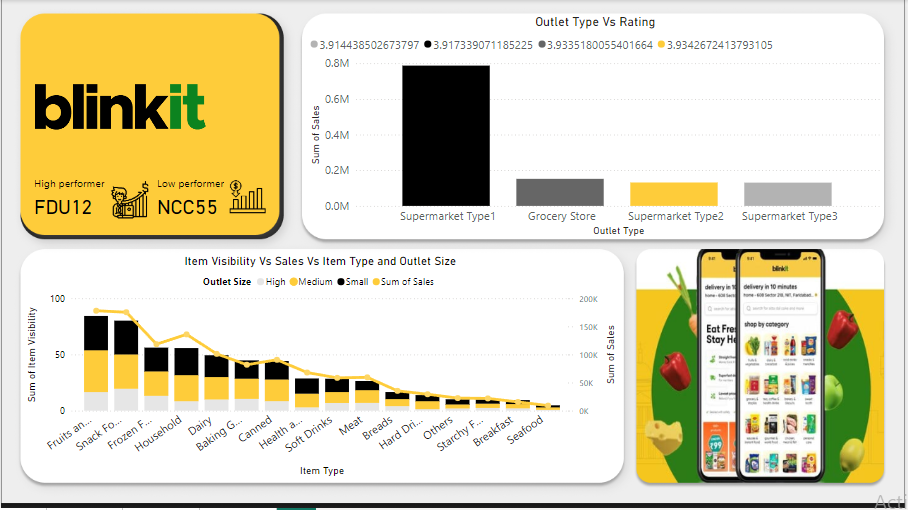 blinkit
High performer
FDU12
Low performer
NCC55
Outlet Type Vs Rating
3.914438502673797 3.917339071185225 3.9335180055401664 3.9342672413793105
Sum of Sales
0.8M
0.6M
0.4M
0.2M
0.0M
Supermarket Type1 Grocery Store Supermarket Type2 Supermarket Type3
Outlet Type
Item Visibility Vs Sales Vs Item Type and Outlet Size
Outlet Size High Medium Small Sum of Sales
Sum of Item Visibility
100
50
0
200K
150K
100K
50K
0K
Sum of Sales
Fruits an...
Snack Fo...
Frozen F...
Household
Dairy
Baking G...
Canned
Health a...
Soft Drinks
Meat
Breads
Hard Dri...
Others
Starchy F...
Breakfast
Seafood
Item Type
blinkit
delivery in 10 minutes
delivery in 10 minutes
shop by category
Eat Fres
Stay He
Acti